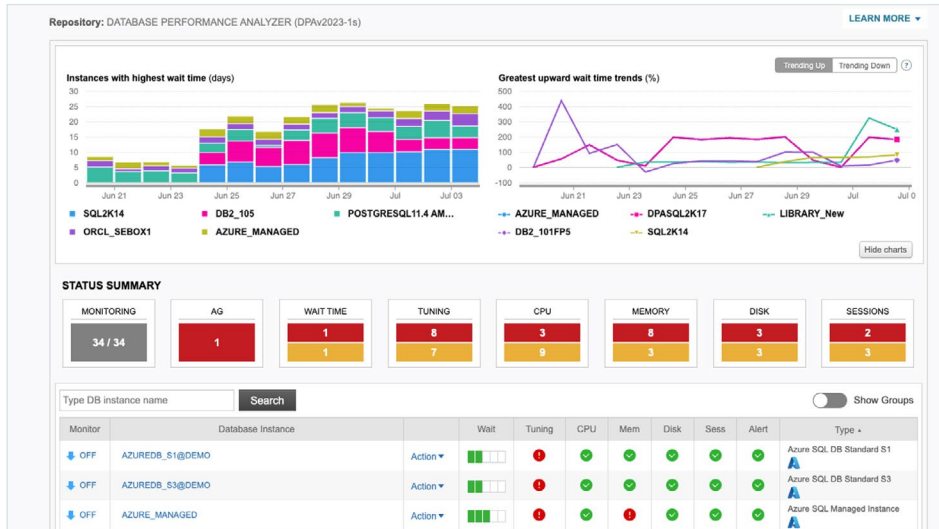 Repository: DATABASE PERFORMANCE ANALYZER (DPAv2023-1s)
LEARN MORE
Trending Up Trending Down ?
Instances with highest wait time (days)
30
25
20
15
10
5
0
Jun 21 Jun 23 Jun 25 Jun 27 Jun 29 Jul Jul 03
SQL2K14 DB2_105 POSTGRESQL11.4 AM...
ORCL_SEBOX1 AZURE_MANAGED
Greatest upward wait time trends (%)
500
400
300
200
100
0
-100
Jun 21 Jun 23 Jun 25 Jun 27 Jun 29 Jul Jul 0
AZURE_MANAGED DPASQL2K17 LIBRARY_New
DB2_101FP5 SQL2K14
Hide charts
STATUS SUMMARY
MONITORING AG WAIT TIME TUNING CPU MEMORY DISK SESSIONS
34 / 34 1 1 8 3 8 3 2
1 7 9 3 3 3
Type DB instance name Search Show Groups
Monitor Database Instance Wait Tuning CPU Mem Disk Sess Alert Type
OFF AZUREDB_S1@DEMO Action Azure SQL DB Standard S1
OFF AZUREDB_S3@DEMO Action Azure SQL DB Standard S3
OFF AZURE_MANAGED Action Azure SQL Managed Instance